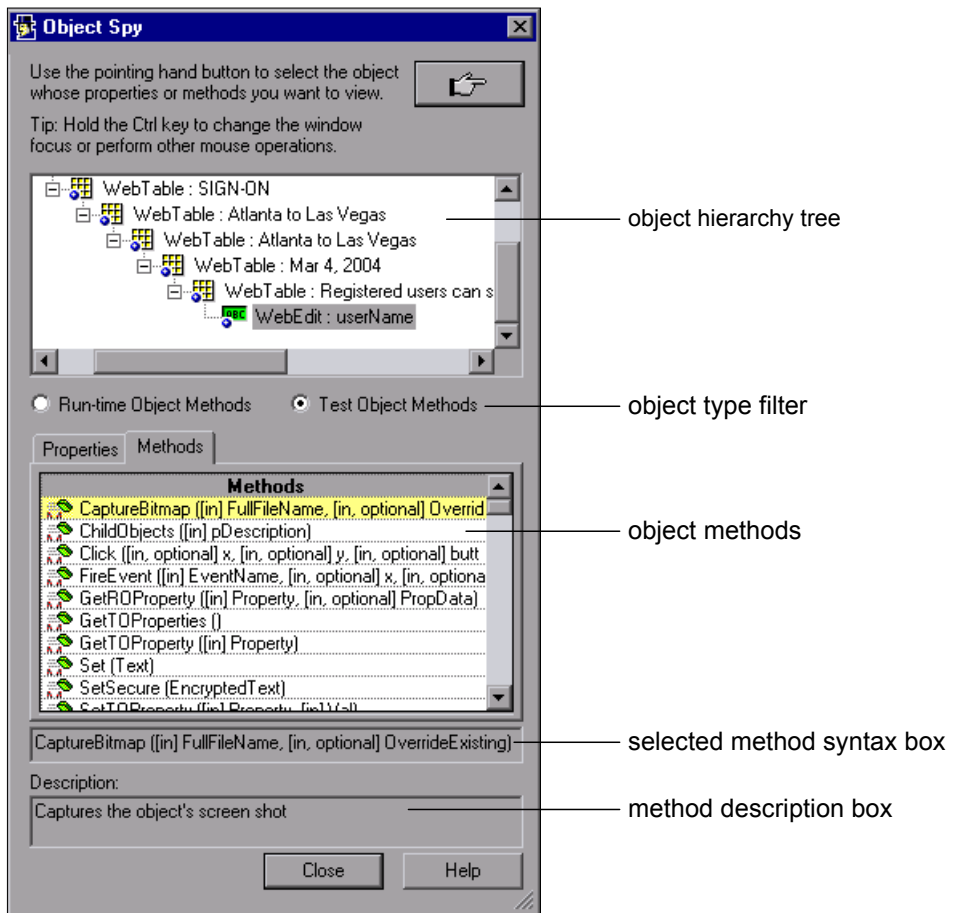 Object Spy
Use the pointing hand button to select the object
whose properties or methods you want to view.
Tip: Hold the Ctrl key to change the window
focus or perform other mouse operations.
WebTable : SIGN-ON
WebTable : Atlanta to Las Vegas
WebTable : Atlanta to Las Vegas
WebTable : Mar 4, 2004
WebTable : Registered users can s
ABC WebEdit : userName
object hierarchy tree
Run-time Object Methods Test Object Methods
object type filter
Properties Methods
Methods
CaptureBitmap ([in] FullFileName, [in, optional] Overrid
ChildObjects ([in] pDescription)
Click ([in, optional] x, [in, optional] y, [in, optional] butt
FireEvent ([in] EventName, [in, optional] x, [in, optiona
GetROProperty ([in] Property, [in, optional] PropData)
GetTOProperties ()
GetTOProperty ([in] Property)
Set (Text)
SetSecure (EncryptedText)
SetTOProperty ([in] Property, [in] Val)
object methods
CaptureBitmap ([in] FullFileName, [in, optional] OverrideExisting)
selected method syntax box
Description:
Captures the object's screen shot
method description box
Close Help